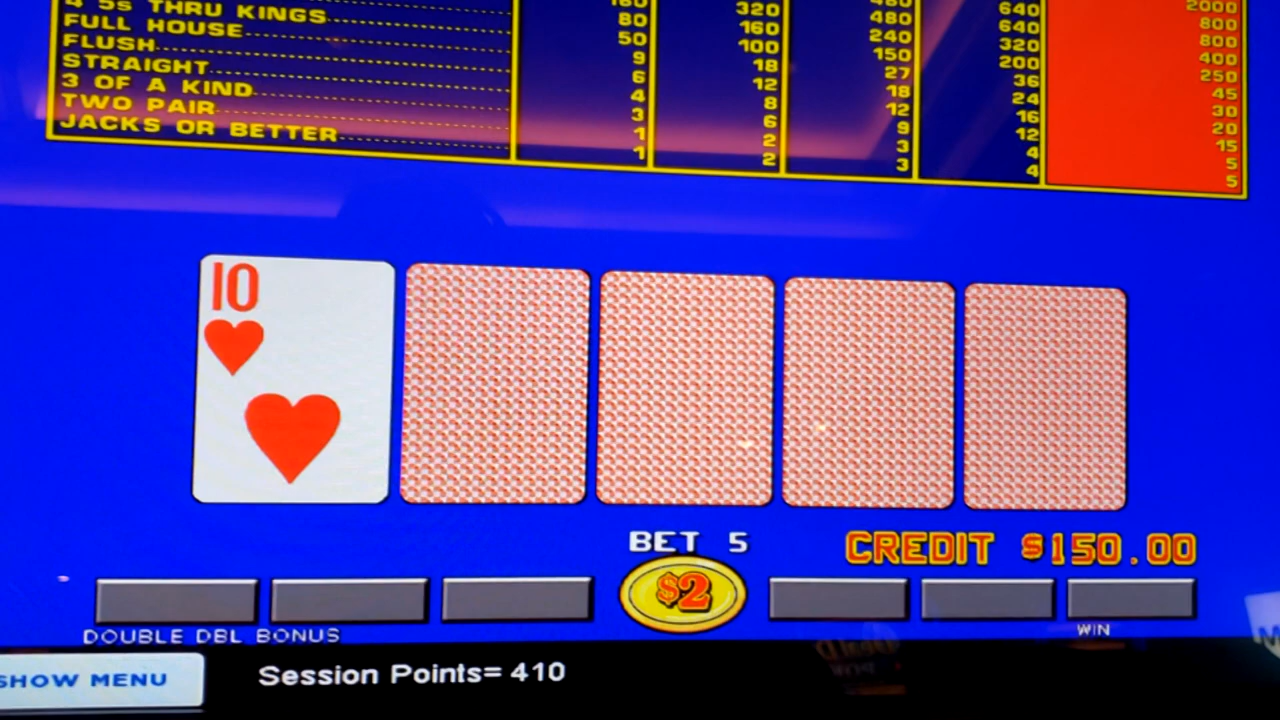 4 5s THRU KINGS 50 100 150 200 250
FULL HOUSE 9 18 27 36 45
FLUSH 6 12 18 24 30
STRAIGHT 4 8 12 16 20
3 OF A KIND 3 6 9 12 15
TWO PAIR 1 2 3 4 5
JACKS OR BETTER 1 2 3 4 5
80 160 240 320 400
160 320 480 640 800
640 800
2000
10
BET 5
CREDIT $150.00
$2
DOUBLE DBL BONUS
WIN
SHOW MENU
Session Points= 410